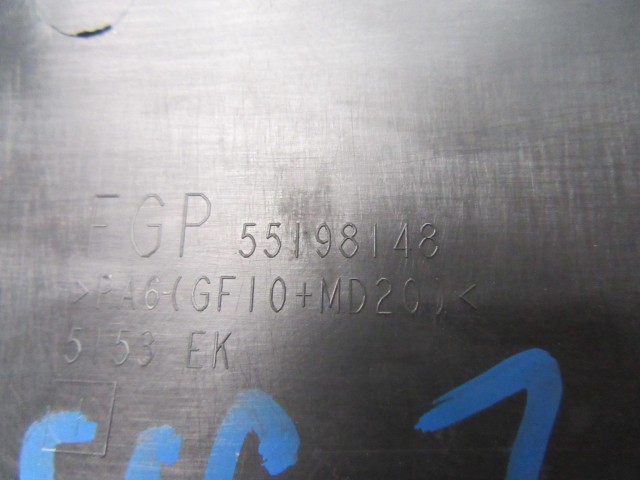 FGP 55198148
>PA6-(GF10+MD20)<
5 53 EK